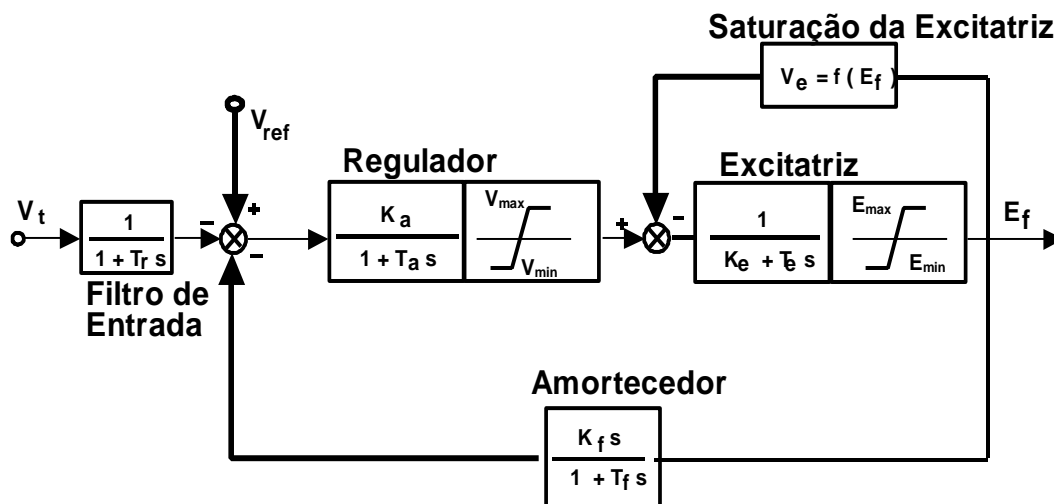 Saturação da Excitatriz
V_e = f ( E_f )
V_ref
Regulador
Excitatriz
V_t
+
−
−
1
1 + T_r s
Filtro de
Entrada
K_a
1 + T_a s
V_max
V_min
+
−
1
K_e + T_e s
E_max
E_min
E_f
Amortecedor
K_f s
1 + T_f s